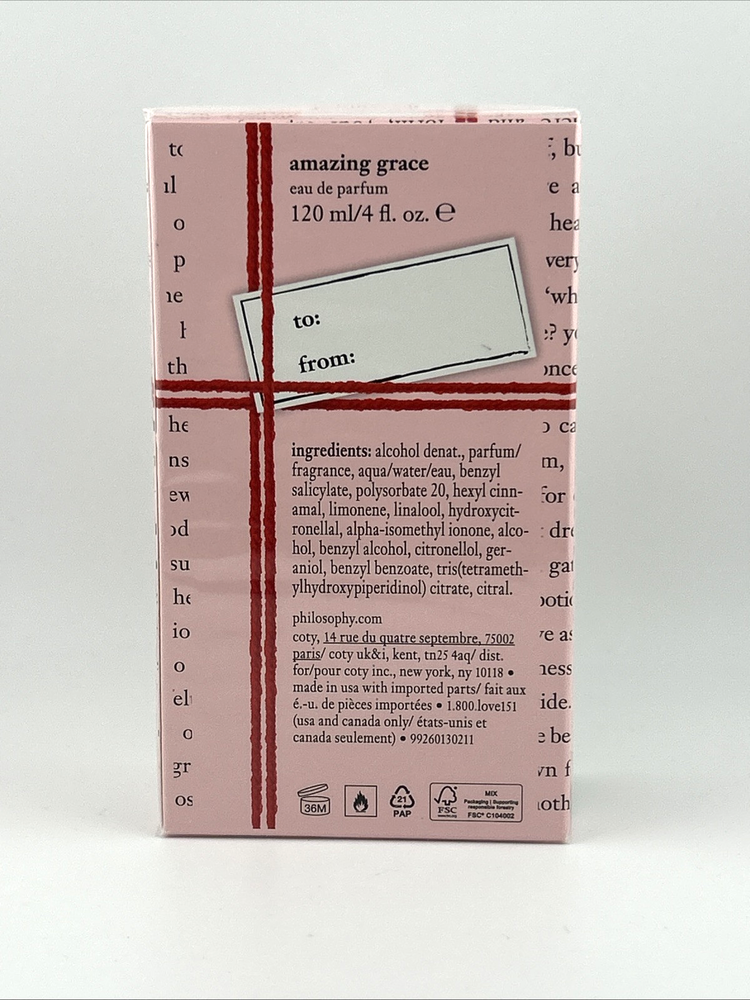 amazing grace
eau de parfum
120 ml/4 fl. oz. ℮
to:
from:
ingredients: alcohol denat., parfum/
fragrance, aqua/water/eau, benzyl
salicylate, polysorbate 20, hexyl cinn-
amal, limonene, linalool, hydroxycit-
ronellal, alpha-isomethyl ionone, alco-
hol, benzyl alcohol, citronellol, ger-
aniol, benzyl benzoate, tris(tetrameth-
ylhydroxypiperidinol) citrate, citral.
philosophy.com
coty, 14 rue du quatre septembre, 75002
paris/ coty uk&i, kent, tn25 4aq/ dist.
for/pour coty inc., new york, ny 10118 •
made in usa with imported parts/ fait aux
é.-u. de pièces importées • 1.800.love151
(usa and canada only/ états-unis et
canada seulement) • 99260130211
36M
21
PAP
FSC
MIX
Packaging | Supporting
responsible forestry
FSC® C104002